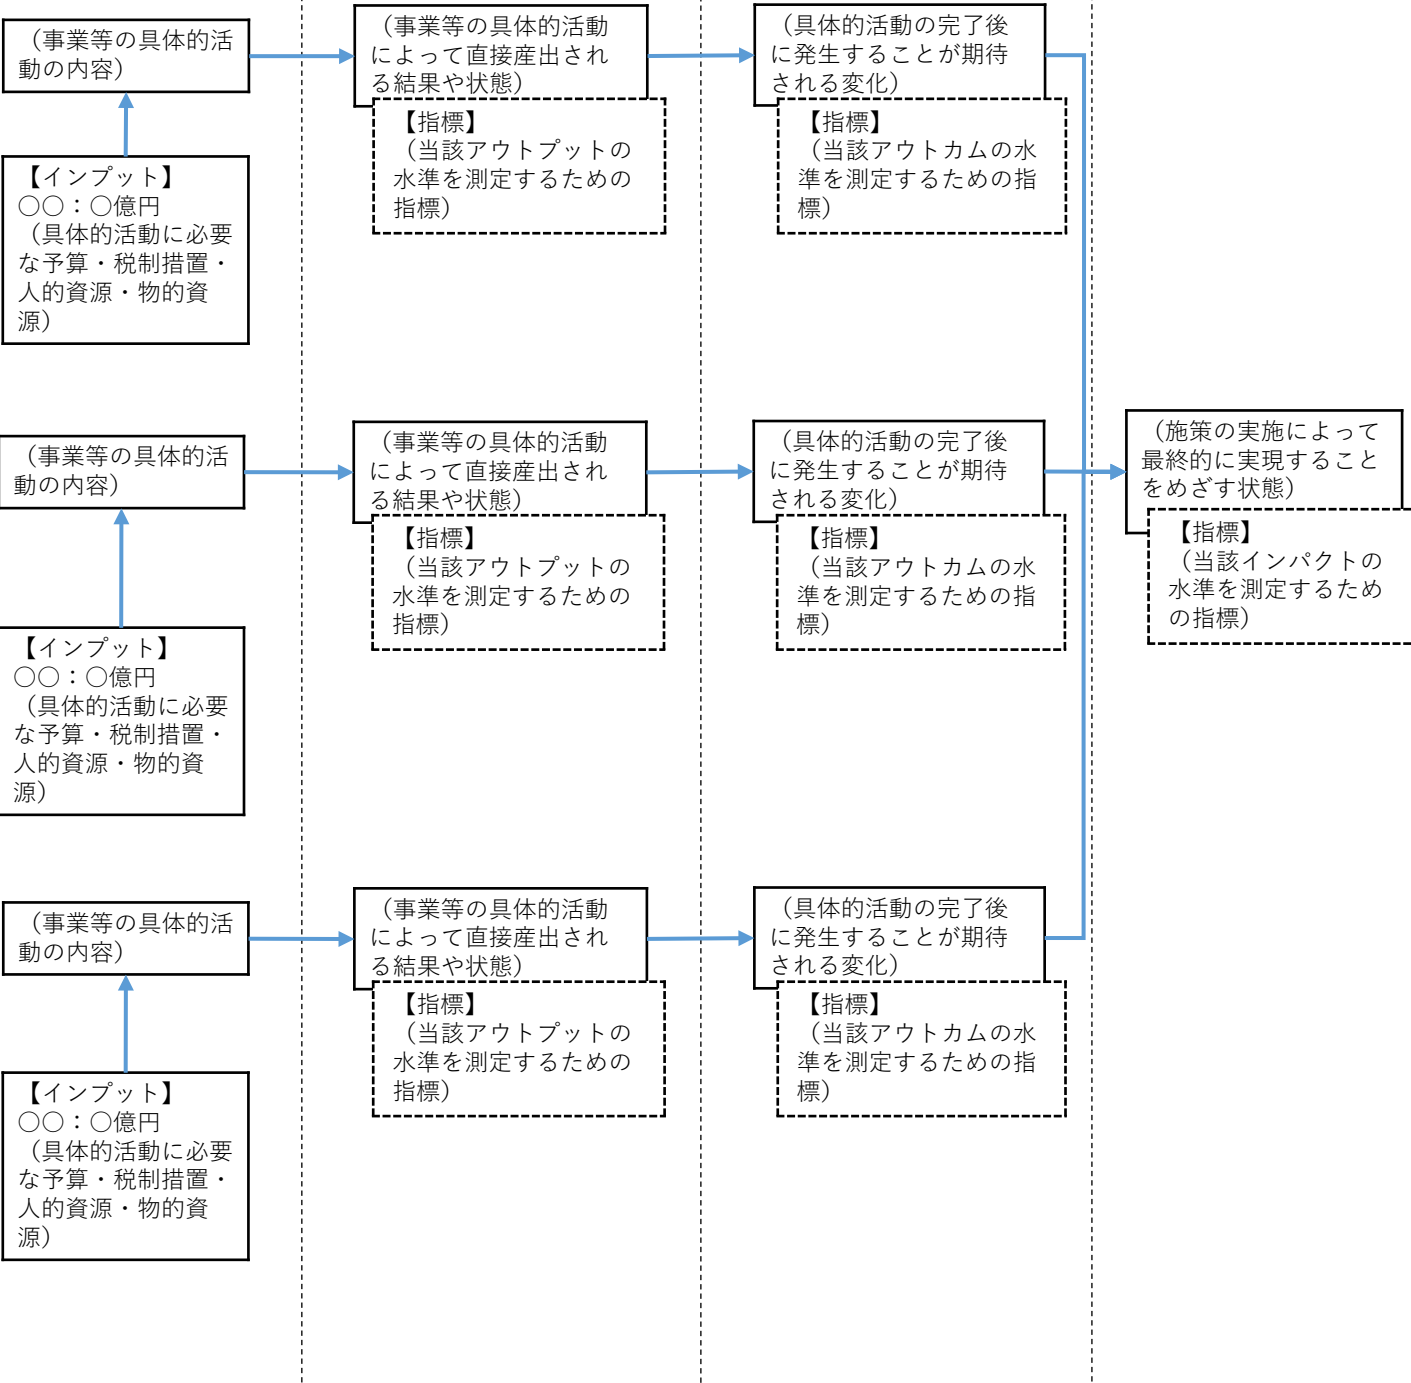 （事業等の具体的活
動の内容）
【インプット】
○○：○億円
（具体的活動に必要
な予算・税制措置・
人的資源・物的資
源）
（事業等の具体的活動
によって直接産出され
る結果や状態）
【指標】
（当該アウトプットの
水準を測定するための
指標）
（具体的活動の完了後
に発生することが期待
される変化）
【指標】
（当該アウトカムの水
準を測定するための指
標）
（事業等の具体的活
動の内容）
【インプット】
○○：○億円
（具体的活動に必要
な予算・税制措置・
人的資源・物的資
源）
（事業等の具体的活動
によって直接産出され
る結果や状態）
【指標】
（当該アウトプットの
水準を測定するための
指標）
（具体的活動の完了後
に発生することが期待
される変化）
【指標】
（当該アウトカムの水
準を測定するための指
標）
（施策の実施によって
最終的に実現すること
をめざす状態）
【指標】
（当該インパクトの
水準を測定するため
の指標）
（事業等の具体的活
動の内容）
【インプット】
○○：○億円
（具体的活動に必要
な予算・税制措置・
人的資源・物的資
源）
（事業等の具体的活動
によって直接産出され
る結果や状態）
【指標】
（当該アウトプットの
水準を測定するための
指標）
（具体的活動の完了後
に発生することが期待
される変化）
【指標】
（当該アウトカムの水
準を測定するための指
標）